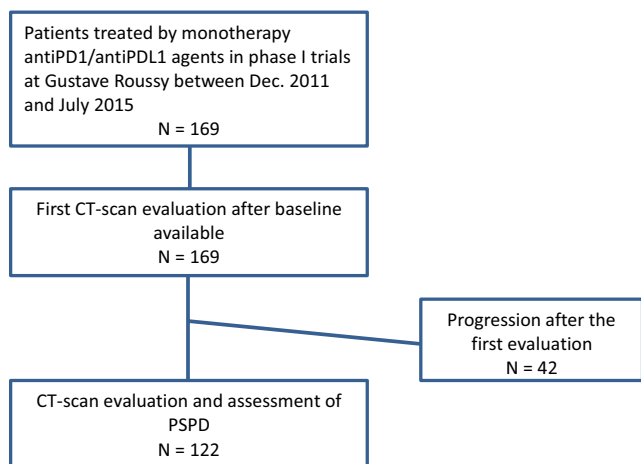 Patients treated by monotherapy
antiPD1/antiPDL1 agents in phase I trials
at Gustave Roussy between Dec. 2011
and July 2015
N = 169
First CT-scan evaluation after baseline
available
N = 169
Progression after the
first evaluation
N = 42
CT-scan evaluation and assessment of
PSPD
N = 122